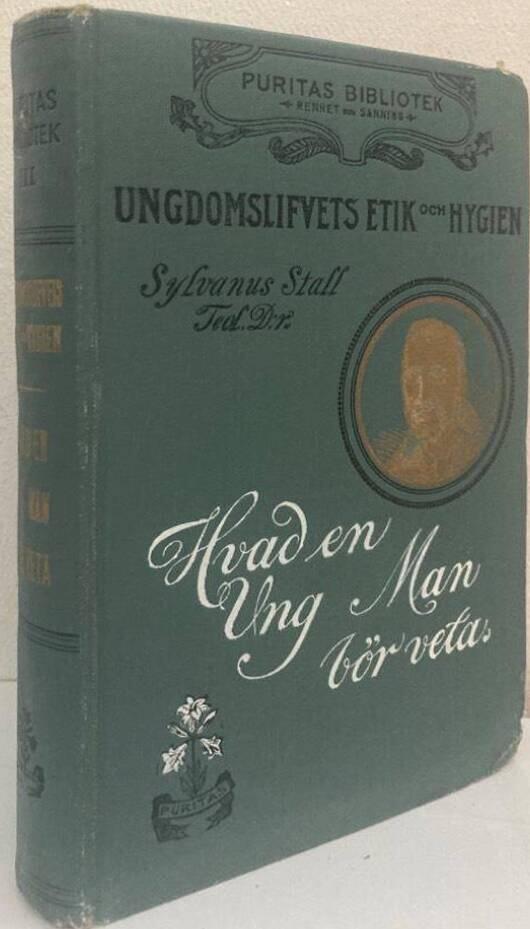 PURITAS BIBLIOTEK
RENHET OCH SANNING
UNGDOMSLIFVETS ETIK OCH HYGIEN
Sylvanus Stall
Teol. D:r.
Hvad en
Ung Man
bör veta.
PURITAS